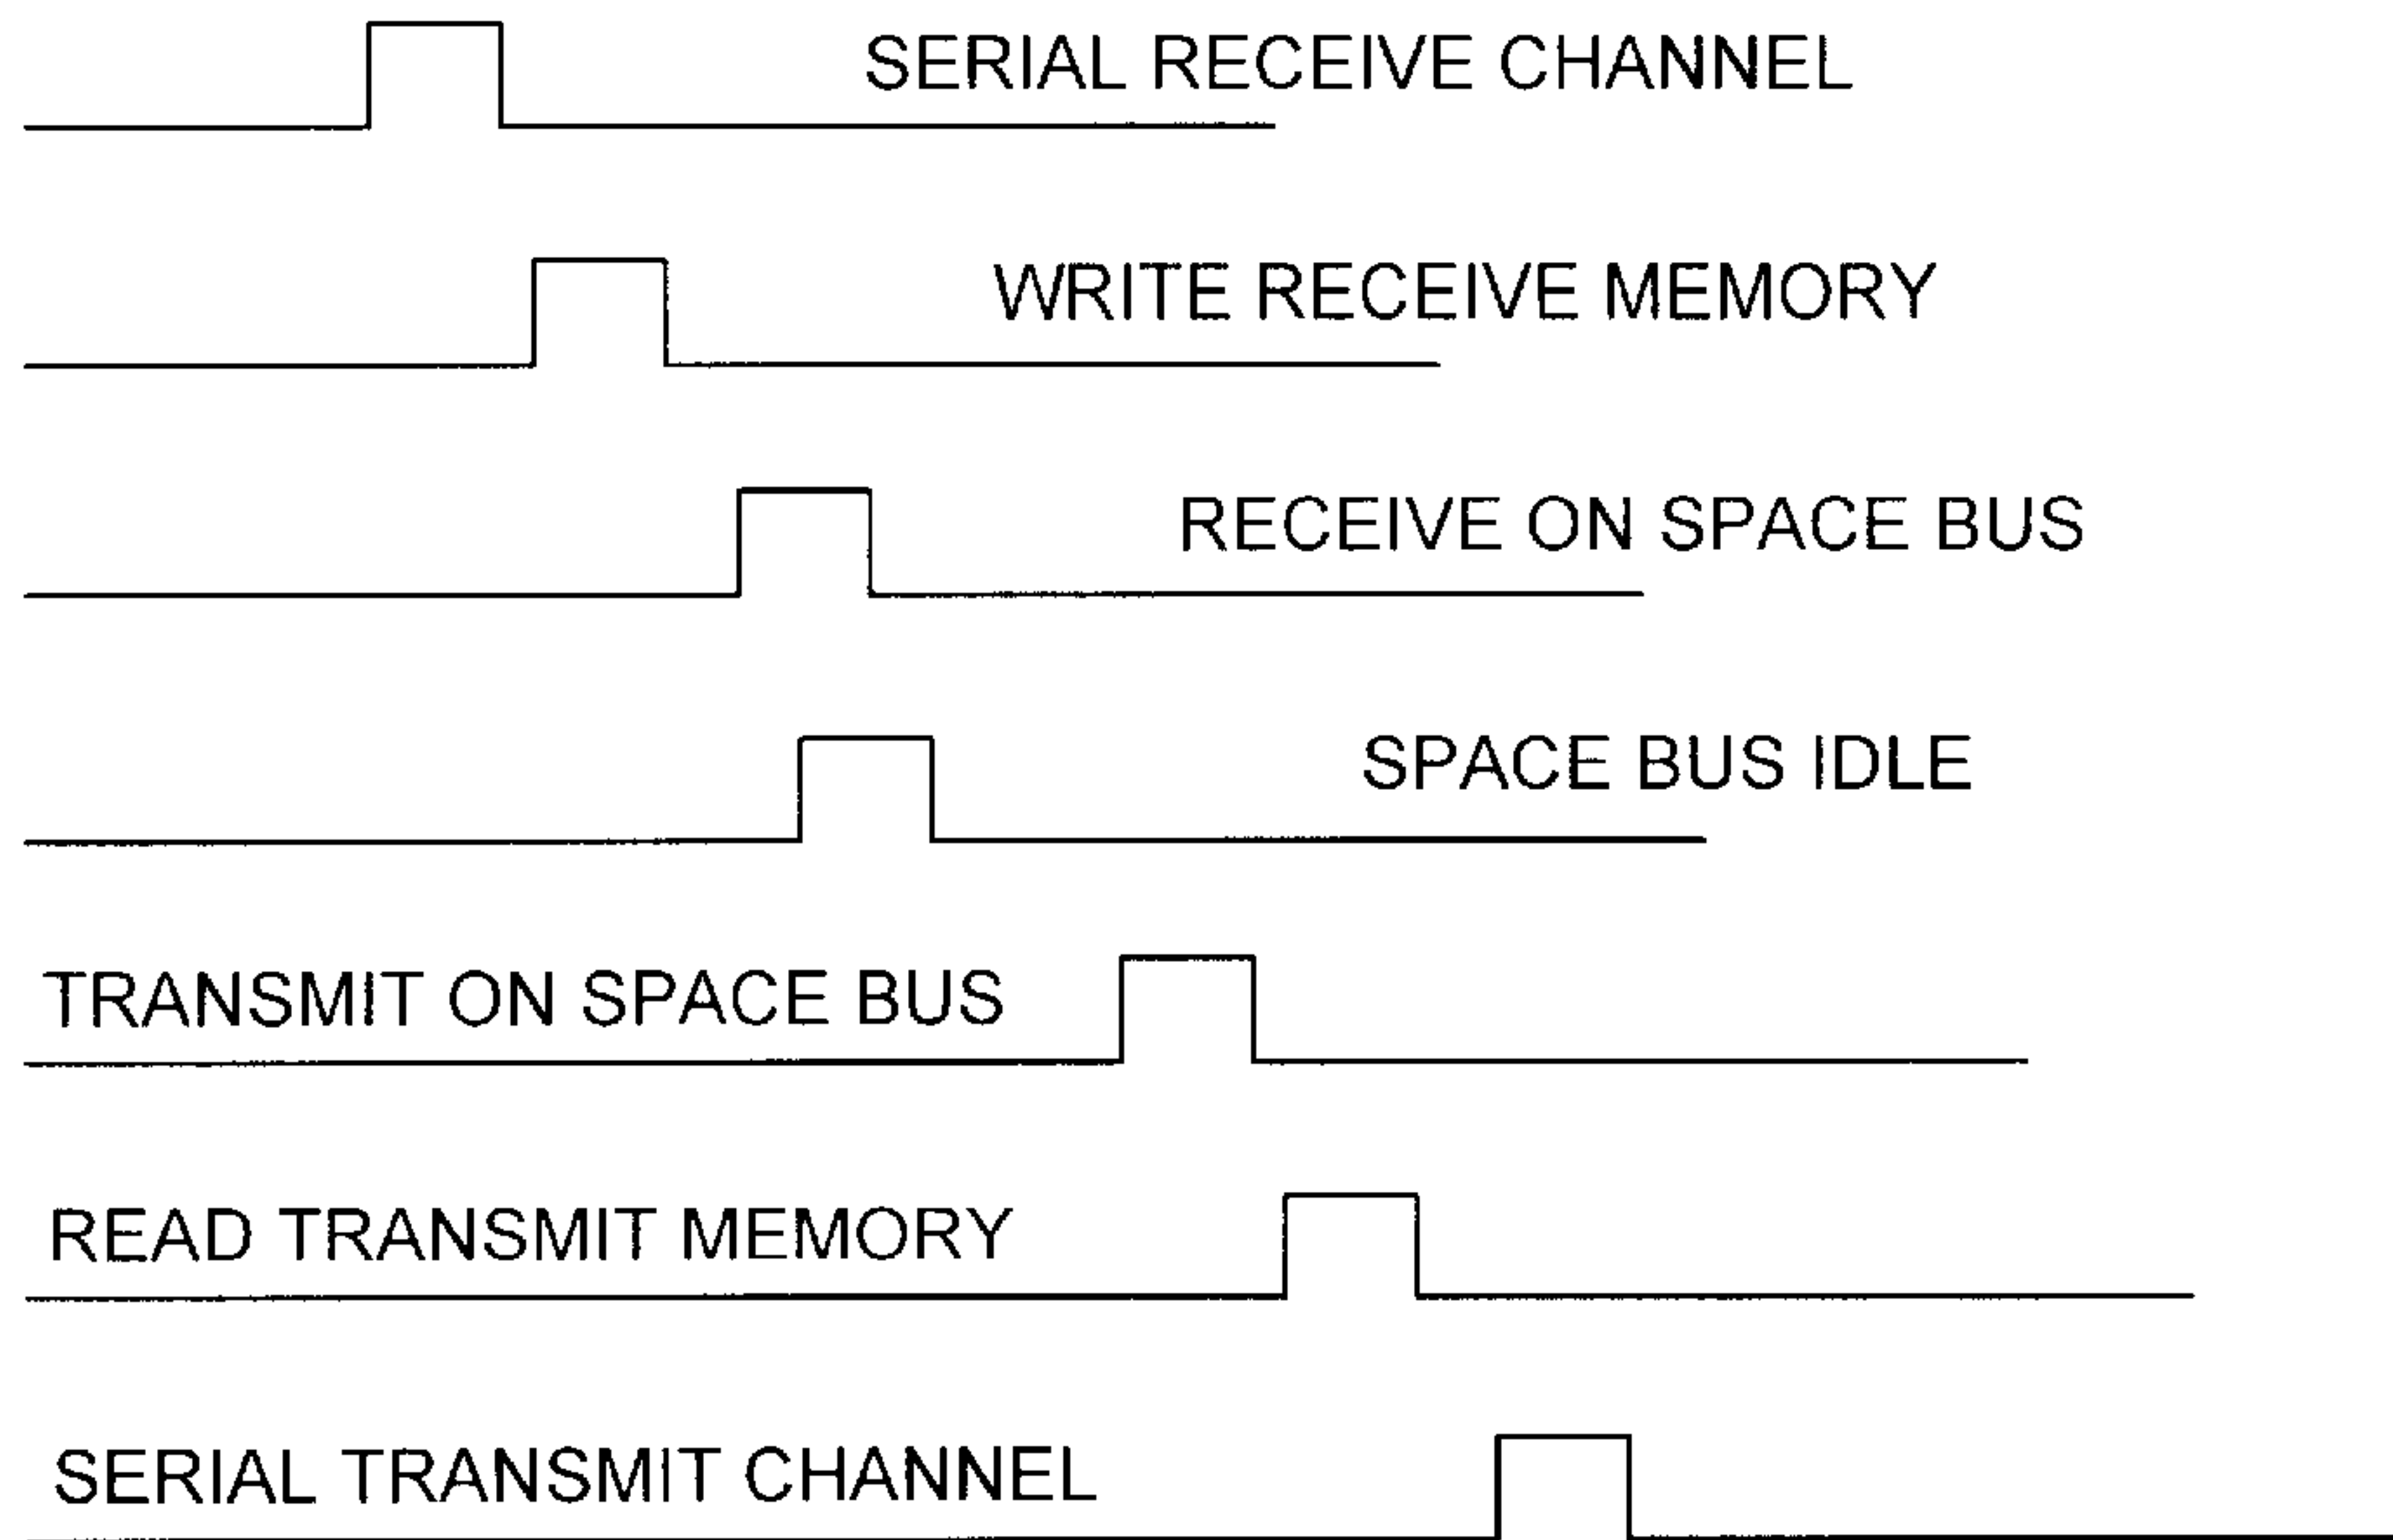 SERIAL RECEIVE CHANNEL
WRITE RECEIVE MEMORY
RECEIVE ON SPACE BUS
SPACE BUS IDLE
TRANSMIT ON SPACE BUS
READ TRANSMIT MEMORY
SERIAL TRANSMIT CHANNEL